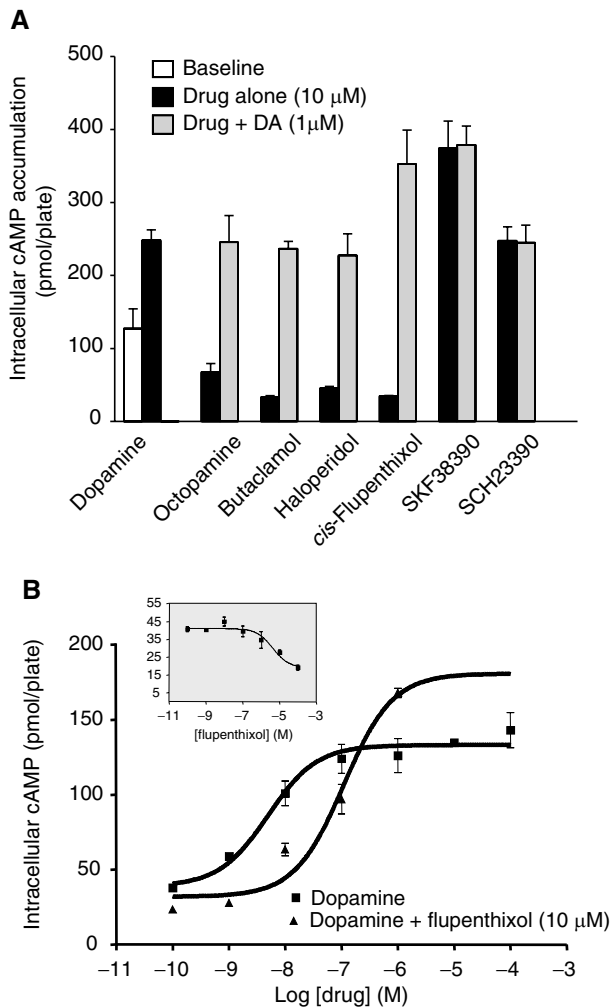 A
Baseline
Drug alone (10 μM)
Drug + DA (1μM)
Intracellular cAMP accumulation
(pmol/plate)
500
400
300
200
100
0
Dopamine
Octopamine
Butaclamol
Haloperidol
cis-Flupenthixol
SKF38390
SCH23390
B
Intracellular cAMP (pmol/plate)
200
150
100
50
0
55
45
35
25
15
5
−11 −9 −7 −5 −3
[flupenthixol] (M)
Dopamine
Dopamine + flupenthixol (10 μM)
−11 −10 −9 −8 −7 −6 −5 −4 −3
Log [drug] (M)